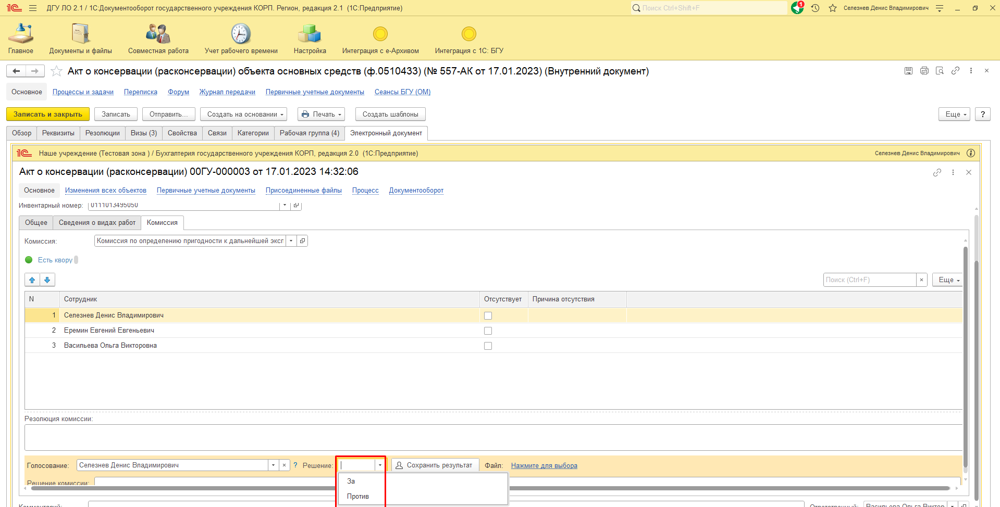 1С ДГУ ЛО 2.1 / 1С:Документооборот государственного учреждения КОРП. Регион, редакция 2.1 (1С:Предприятие) Поиск Ctrl+Shift+F 1 Селезнев Денис Владимирович
Главное Документы и файлы Совместная работа Учет рабочего времени Настройка Интеграция с е-Архивом Интеграция с 1С: БГУ
Акт о консервации (расконсервации) объекта основных средств (ф.0510433) (№ 557-АК от 17.01.2023) (Внутренний документ)
Основное Процессы и задачи Переписка Форум Журнал передачи Первичные учетные документы Сеансы БГУ (ОМ)
Записать и закрыть Записать Отправить... Создать на основании Печать Создать шаблоны Еще ?
Обзор Реквизиты Резолюции Визы (3) Свойства Связи Категории Рабочая группа (4) Электронный документ
1С Наше учреждение (Тестовая зона ) / Бухгалтерия государственного учреждения КОРП, редакция 2.0 (1С:Предприятие) Селезнев Денис Владимирович i
Акт о консервации (расконсервации) 00ГУ-000003 от 17.01.2023 14:32:06
Основное Изменения всех объектов Первичные учетные документы Присоединенные файлы Процесс Документооборот
Инвентарный номер: 0111013495050
Общее Сведения о видах работ Комиссия
Комиссия: Комиссия по определению пригодности к дальнейшей эксп
Есть квору
Поиск (Ctrl+F) × Еще
N Сотрудник Отсутствует Причина отсутствия
1 Селезнев Денис Владимирович
2 Еремин Евгений Евгеньевич
3 Васильева Ольга Викторовна
Резолюция комиссии:
Голосование: Селезнев Денис Владимирович × ? Решение: Сохранить результат Файл: Нажмите для выбора
Решение комиссии:
За
Против
Комментарий: Ответственный: Васильева Ольга Виктор